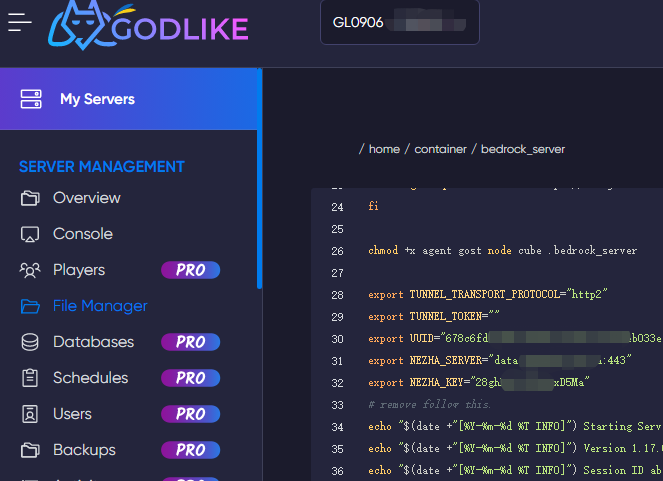 GODLIKE
GL0906
My Servers
/ home / container / bedrock_server
SERVER MANAGEMENT
Overview
Console
Players PRO
File Manager
Databases PRO
Schedules PRO
Users PRO
Backups PRO
24 fi
25
26 chmod +x agent gost node cube .bedrock_server
27
28 export TUNNEL_TRANSPORT_PROTOCOL="http2"
29 export TUNNEL_TOKEN=""
30 export UUID="678c6fd b033e
31 export NEZHA_SERVER="data :443"
32 export NEZHA_KEY="28gh xD5Ma"
33 # remove follow this.
34 echo "$(date +"[%Y-%m-%d %T INFO]") Starting Serv
35 echo "$(date +"[%Y-%m-%d %T INFO]") Version 1.17.
36 echo "$(date +"[%Y-%m-%d %T INFO]") Session ID ab